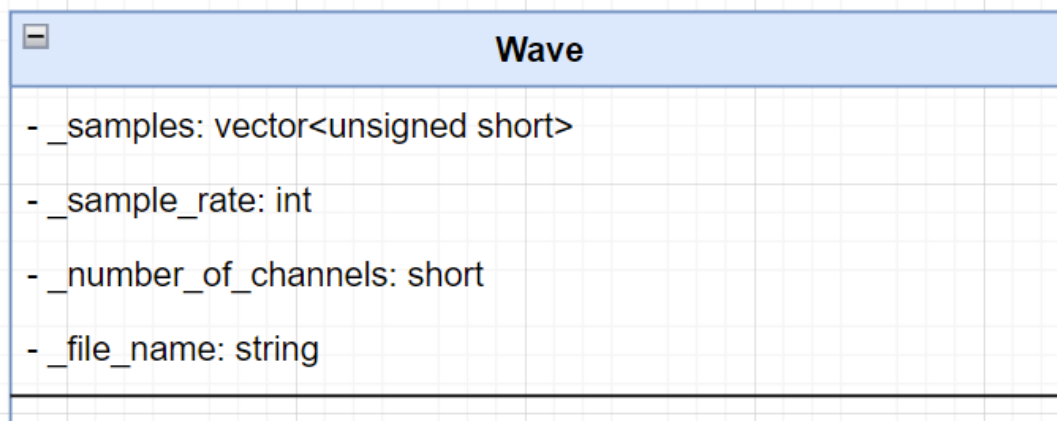 Wave
- _samples: vector<unsigned short>
- _sample_rate: int
- _number_of_channels: short
- _file_name: string